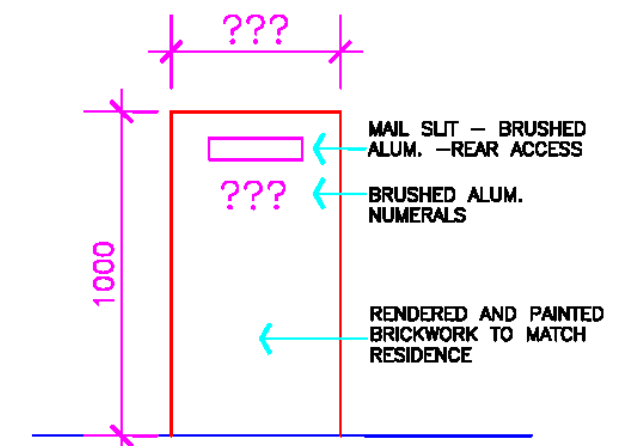 ???
MAIL SLIT - BRUSHED
ALUM. -REAR ACCESS
???
BRUSHED ALUM.
NUMERALS
1000
RENDERED AND PAINTED
BRICKWORK TO MATCH
RESIDENCE